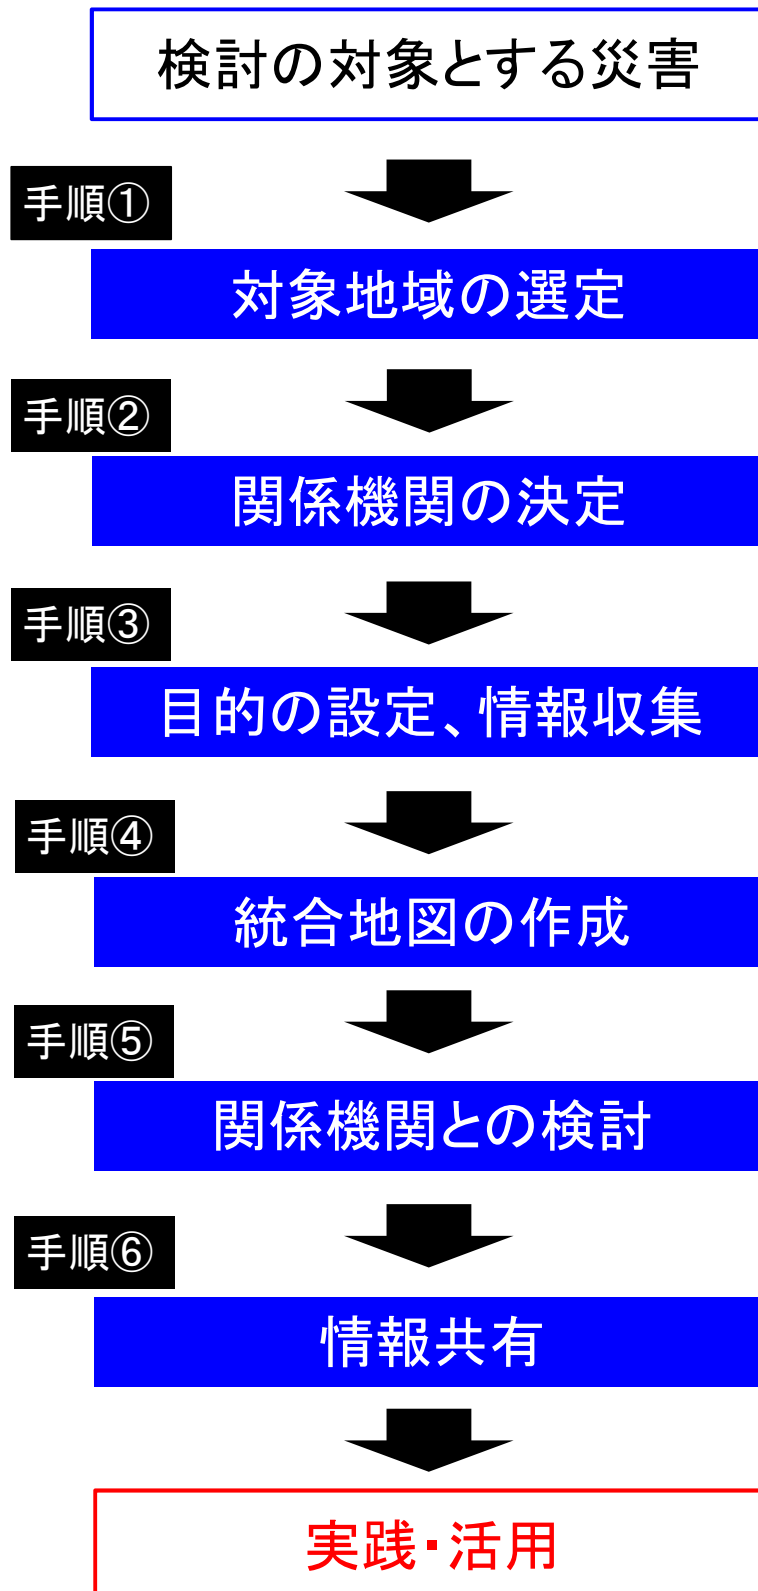 検討の対象とする災害
手順①
対象地域の選定
手順②
関係機関の決定
手順③
目的の設定、情報収集
手順④
統合地図の作成
手順⑤
関係機関との検討
手順⑥
情報共有
実践・活用